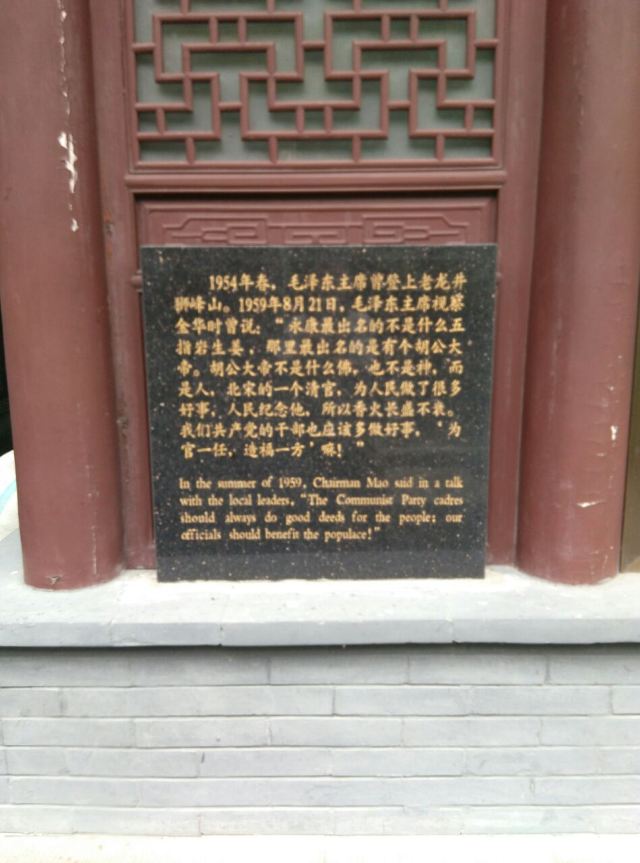 1954年春，毛泽东主席曾登上老龙井
狮峰山。1959年8月21日，毛泽东主席视察
金华时曾说：“永康最出名的不是什么五
指岩生姜，那里最出名的是有个胡公大
帝。胡公大帝不是什么佛，也不是神，而
是人，北宋的一个清官，为人民做了很多
好事，人民纪念他，所以香火长盛不衰。
我们共产党的干部也应该多做好事，‘为
官一任，造福一方’嘛！”
In the summer of 1959, Chairman Mao said in a talk
with the local leaders, "The Communist Party cadres
should always do good deeds for the people; our
officials should benefit the populace!"